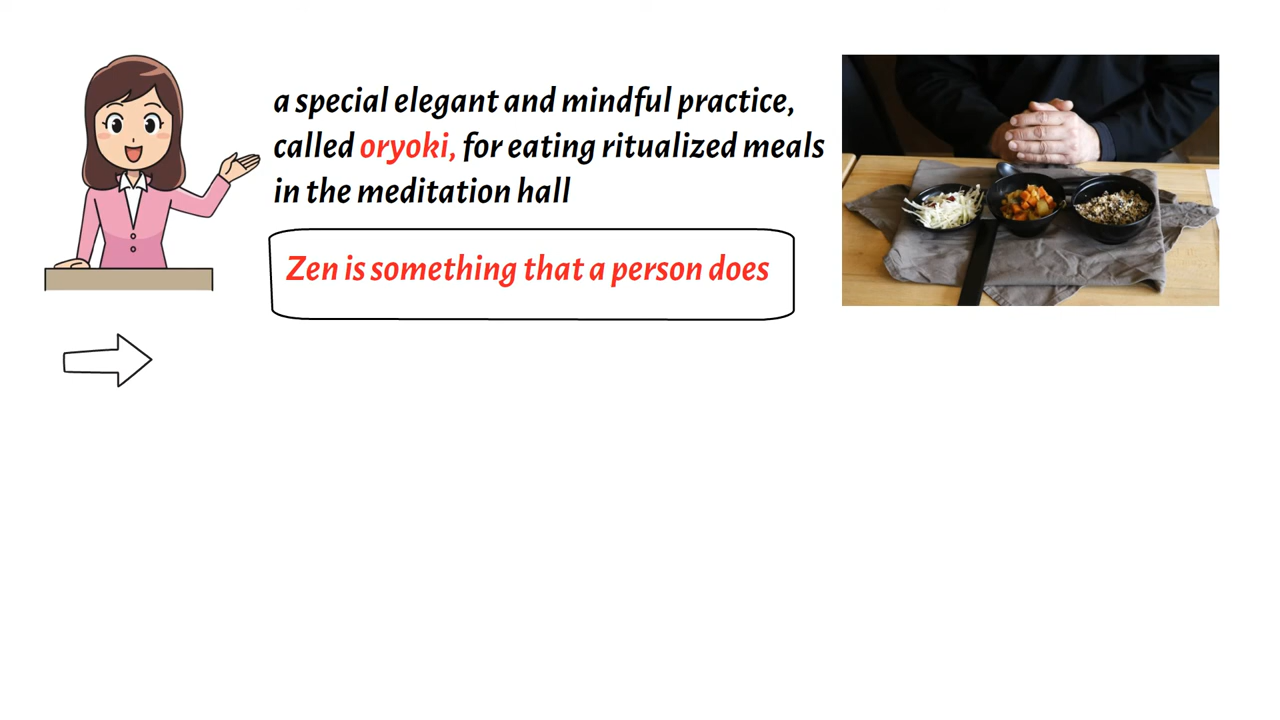 a special elegant and mindful practice,
called oryoki, for eating ritualized meals
in the meditation hall
Zen is something that a person does